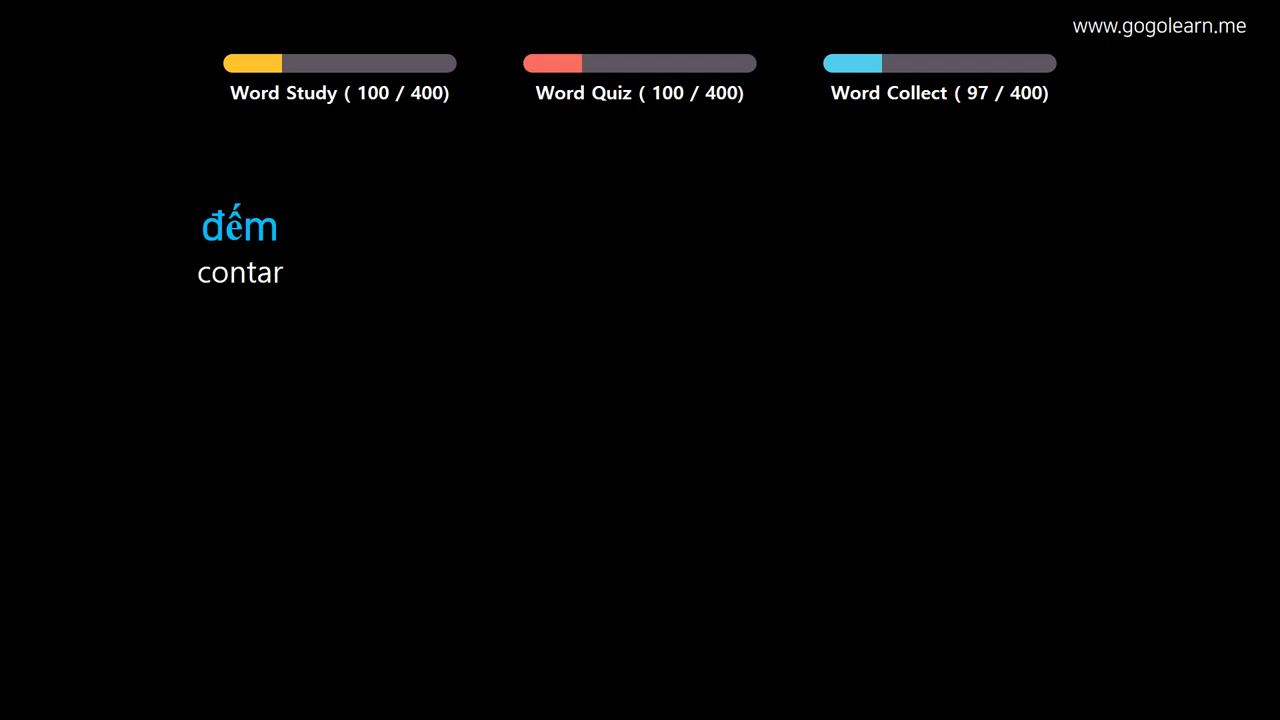 www.gogolearn.me
Word Study ( 100 / 400)
Word Quiz ( 100 / 400)
Word Collect ( 97 / 400)
đếm
contar